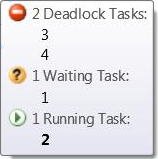 2 Deadlock Tasks:
3
4
1 Waiting Task:
1
1 Running Task:
2